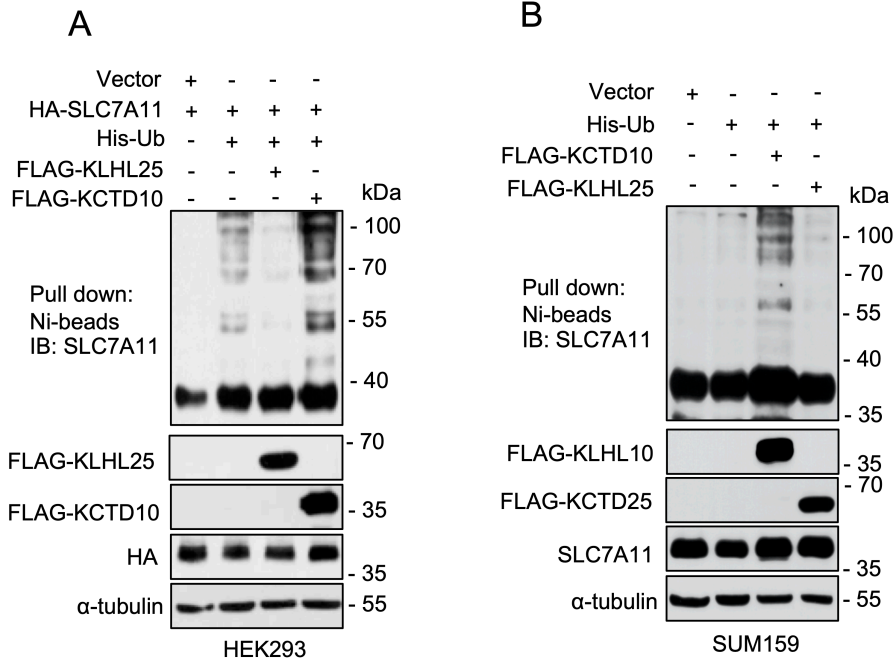 A
Vector + - - -
HA-SLC7A11 + + + +
His-Ub - + + +
FLAG-KLHL25 - - + -
FLAG-KCTD10 - - - +
kDa
- 100
- 70
Pull down:
Ni-beads
IB: SLC7A11
- 55
- 40
- 70
FLAG-KLHL25
FLAG-KCTD10
- 35
HA
- 35
α-tubulin
- 55
HEK293
B
Vector + - - -
His-Ub - + + +
FLAG-KCTD10 - - + -
FLAG-KLHL25 - - - +
kDa
- 100
- 70
Pull down:
Ni-beads
IB: SLC7A11
- 55
- 40
- 35
FLAG-KLHL10
- 35
- 70
FLAG-KCTD25
SLC7A11
- 35
α-tubulin
- 55
SUM159